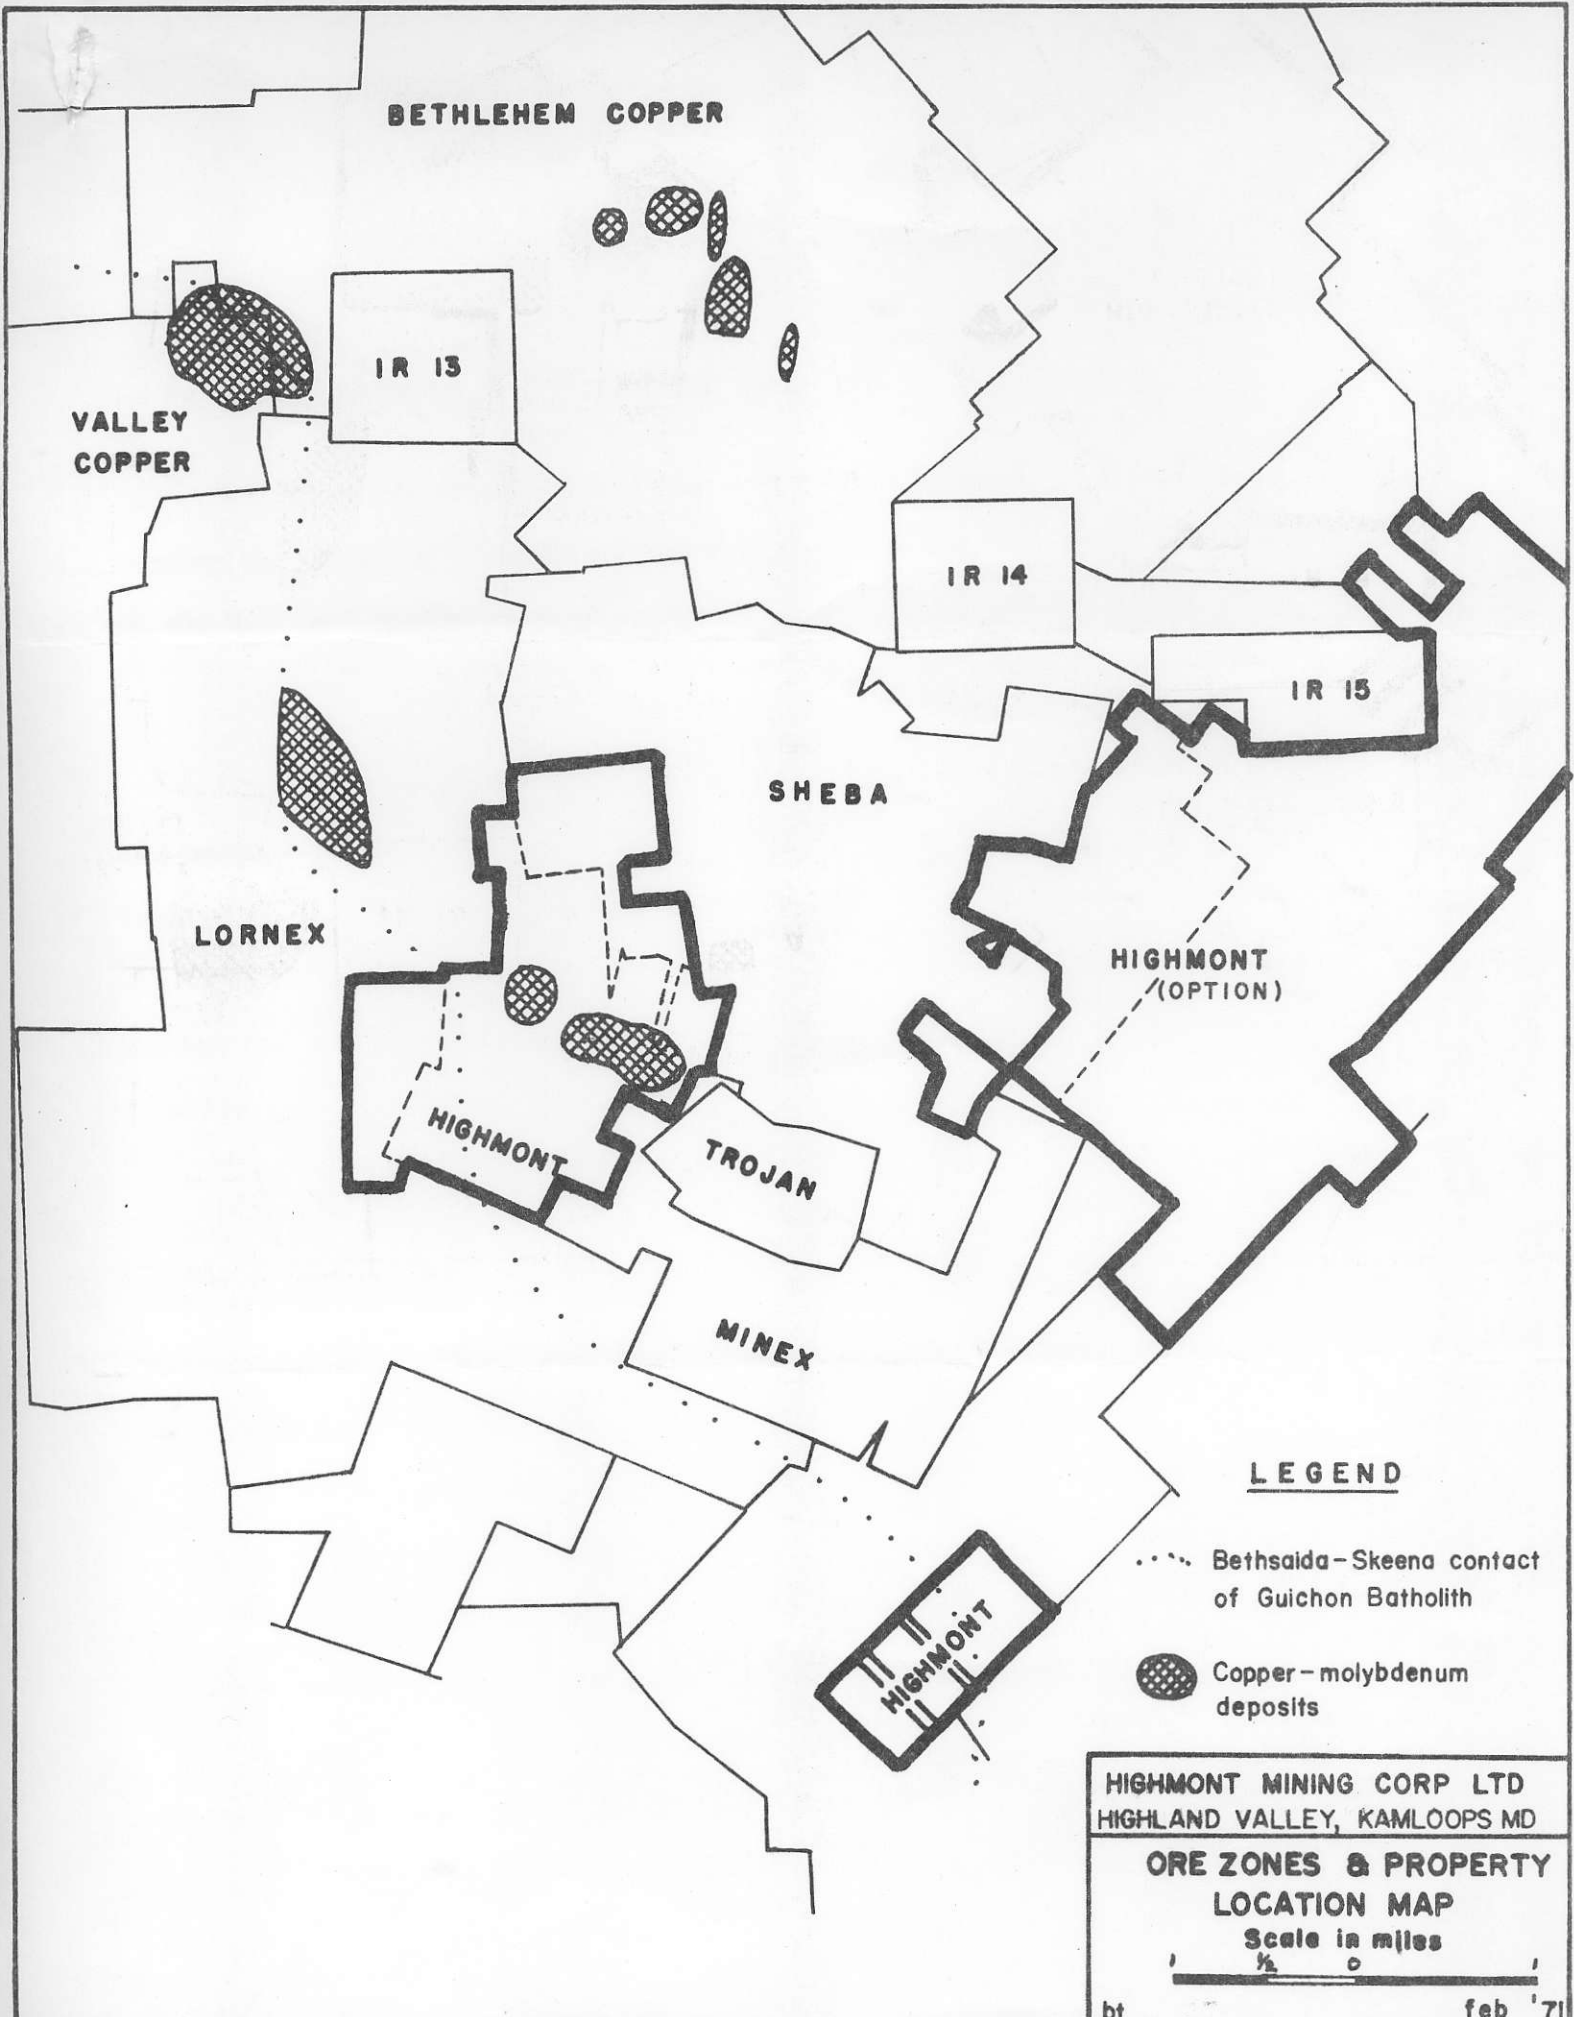 BETHLEHEM COPPER
IR 13
VALLEY
COPPER
IR 14
IR 15
SHEBA
LORNEX
HIGHMONT
(OPTION)
HIGHMONT
TROJAN
MINEX
LEGEND
Bethsaida-Skeena contact
of Guichon Batholith
HIGHMONT
Copper-molybdenum
deposits
HIGHMONT MINING CORP LTD
HIGHLAND VALLEY, KAMLOOPS MD
ORE ZONES & PROPERTY
LOCATION MAP
Scale in miles
1 ½ 0 1
bt feb '71